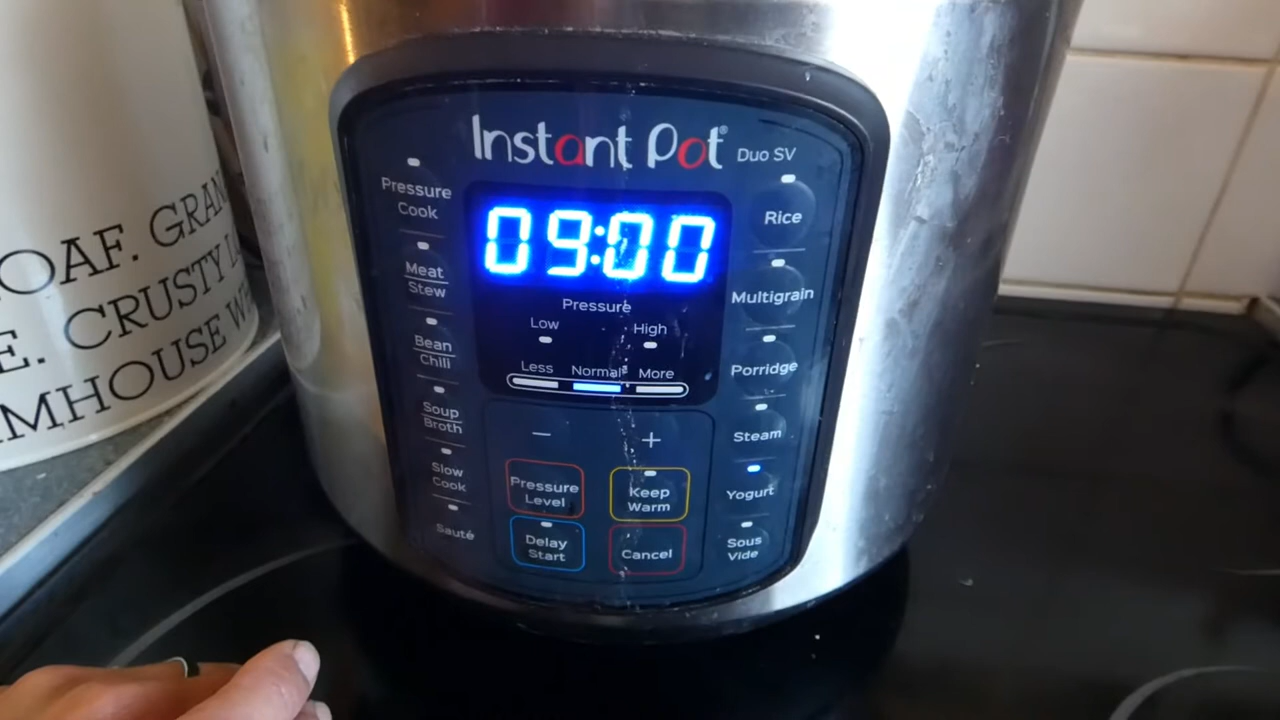 OAF. GRAN
E. CRUSTY L
MHOUSE W
Instant Pot® Duo SV
Pressure
Cook
Meat
Stew
Bean
Chili
Soup
Broth
Slow
Cook
Sauté
09:00
Pressure
Low High
Less Normal More
− +
Pressure
Level
Keep
Warm
Delay
Start
Cancel
Rice
Multigrain
Porridge
Steam
Yogurt
Sous
Vide